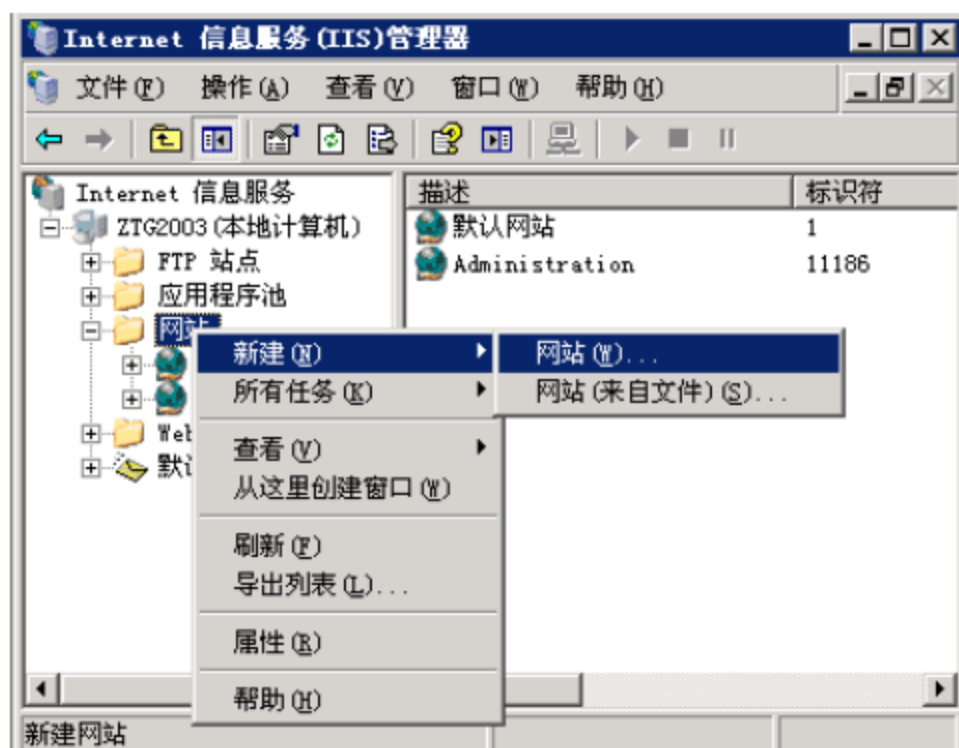 Internet 信息服务(IIS)管理器
文件(F) 操作(A) 查看(V) 窗口(W) 帮助(H)
Internet 信息服务
ZTG2003(本地计算机)
FTP 站点
应用程序池
网站
Web
默认
描述 标识符
默认网站 1
Administration 11186
新建(N)
所有任务(K)
查看(V)
从这里创建窗口(W)
刷新(F)
导出列表(L)...
属性(R)
帮助(H)
网站(W)...
网站(来自文件)(S)...
新建网站